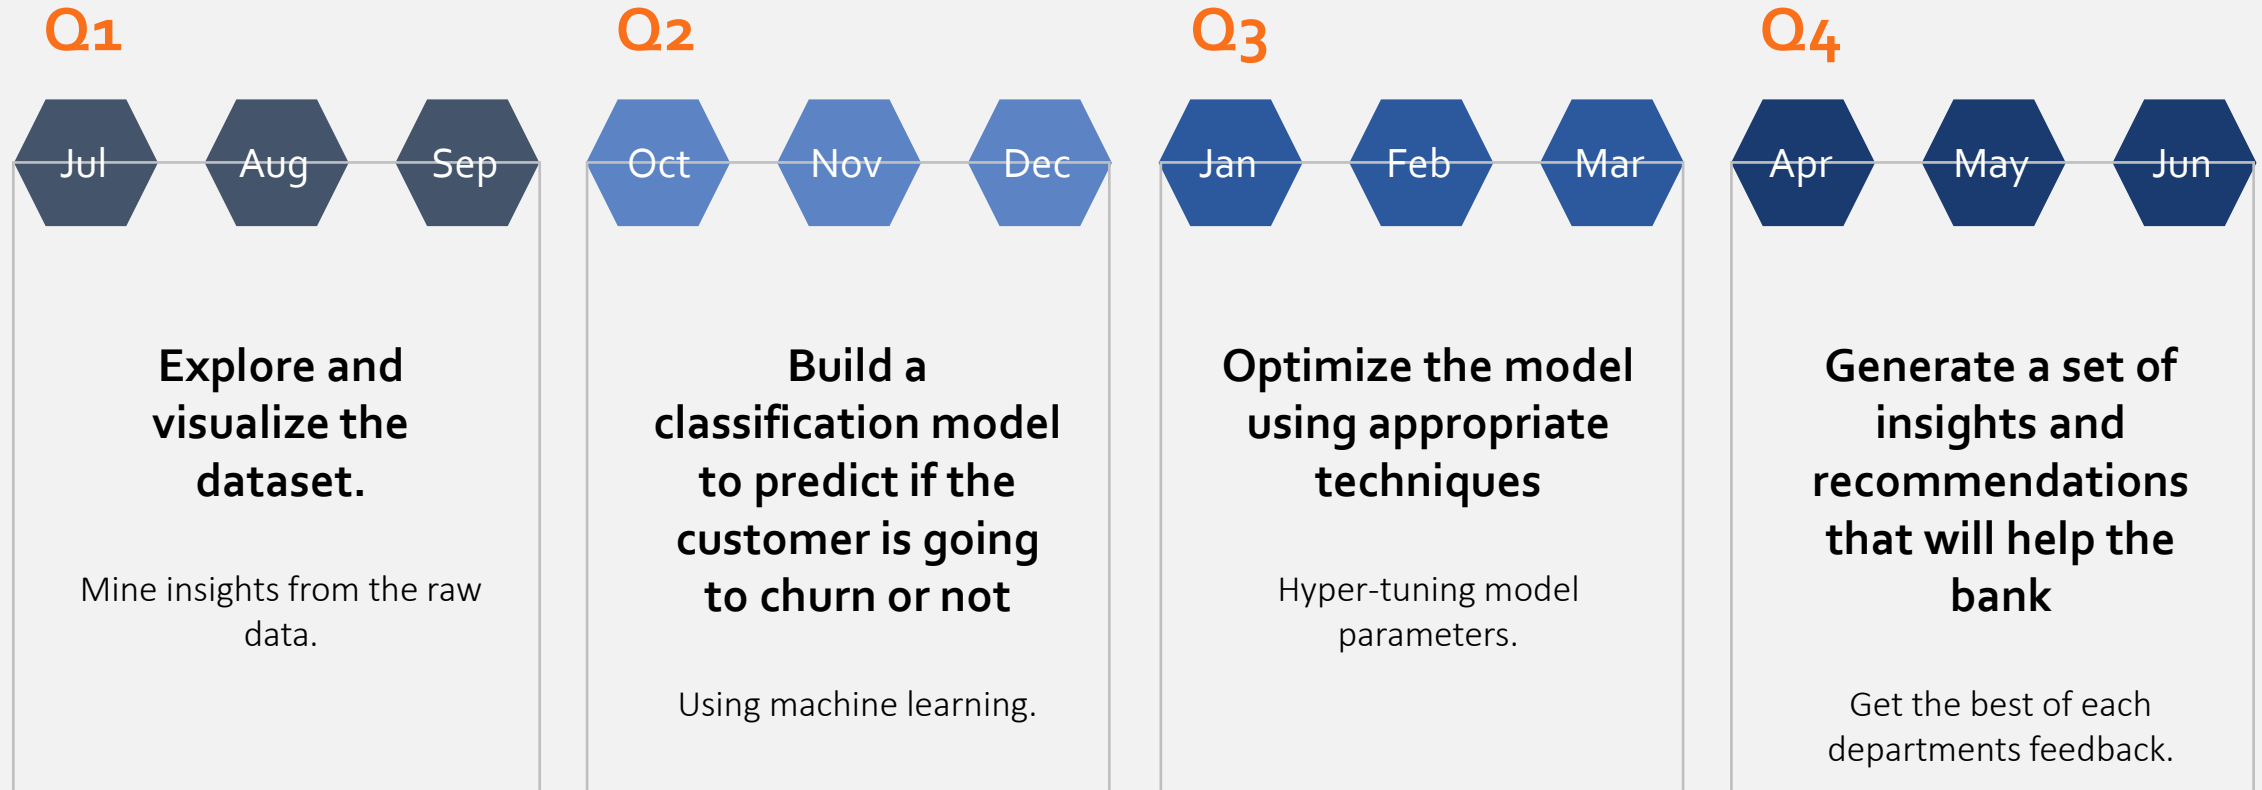 Q1
Jul
Aug
Sep
Explore and
visualize the
dataset.
Mine insights from the raw
data.
Q2
Oct
Nov
Dec
Build a
classification model
to predict if the
customer is going
to churn or not
Using machine learning.
Q3
Jan
Feb
Mar
Optimize the model
using appropriate
techniques
Hyper-tuning model
parameters.
Q4
Apr
May
Jun
Generate a set of
insights and
recommendations
that will help the
bank
Get the best of each
departments feedback.